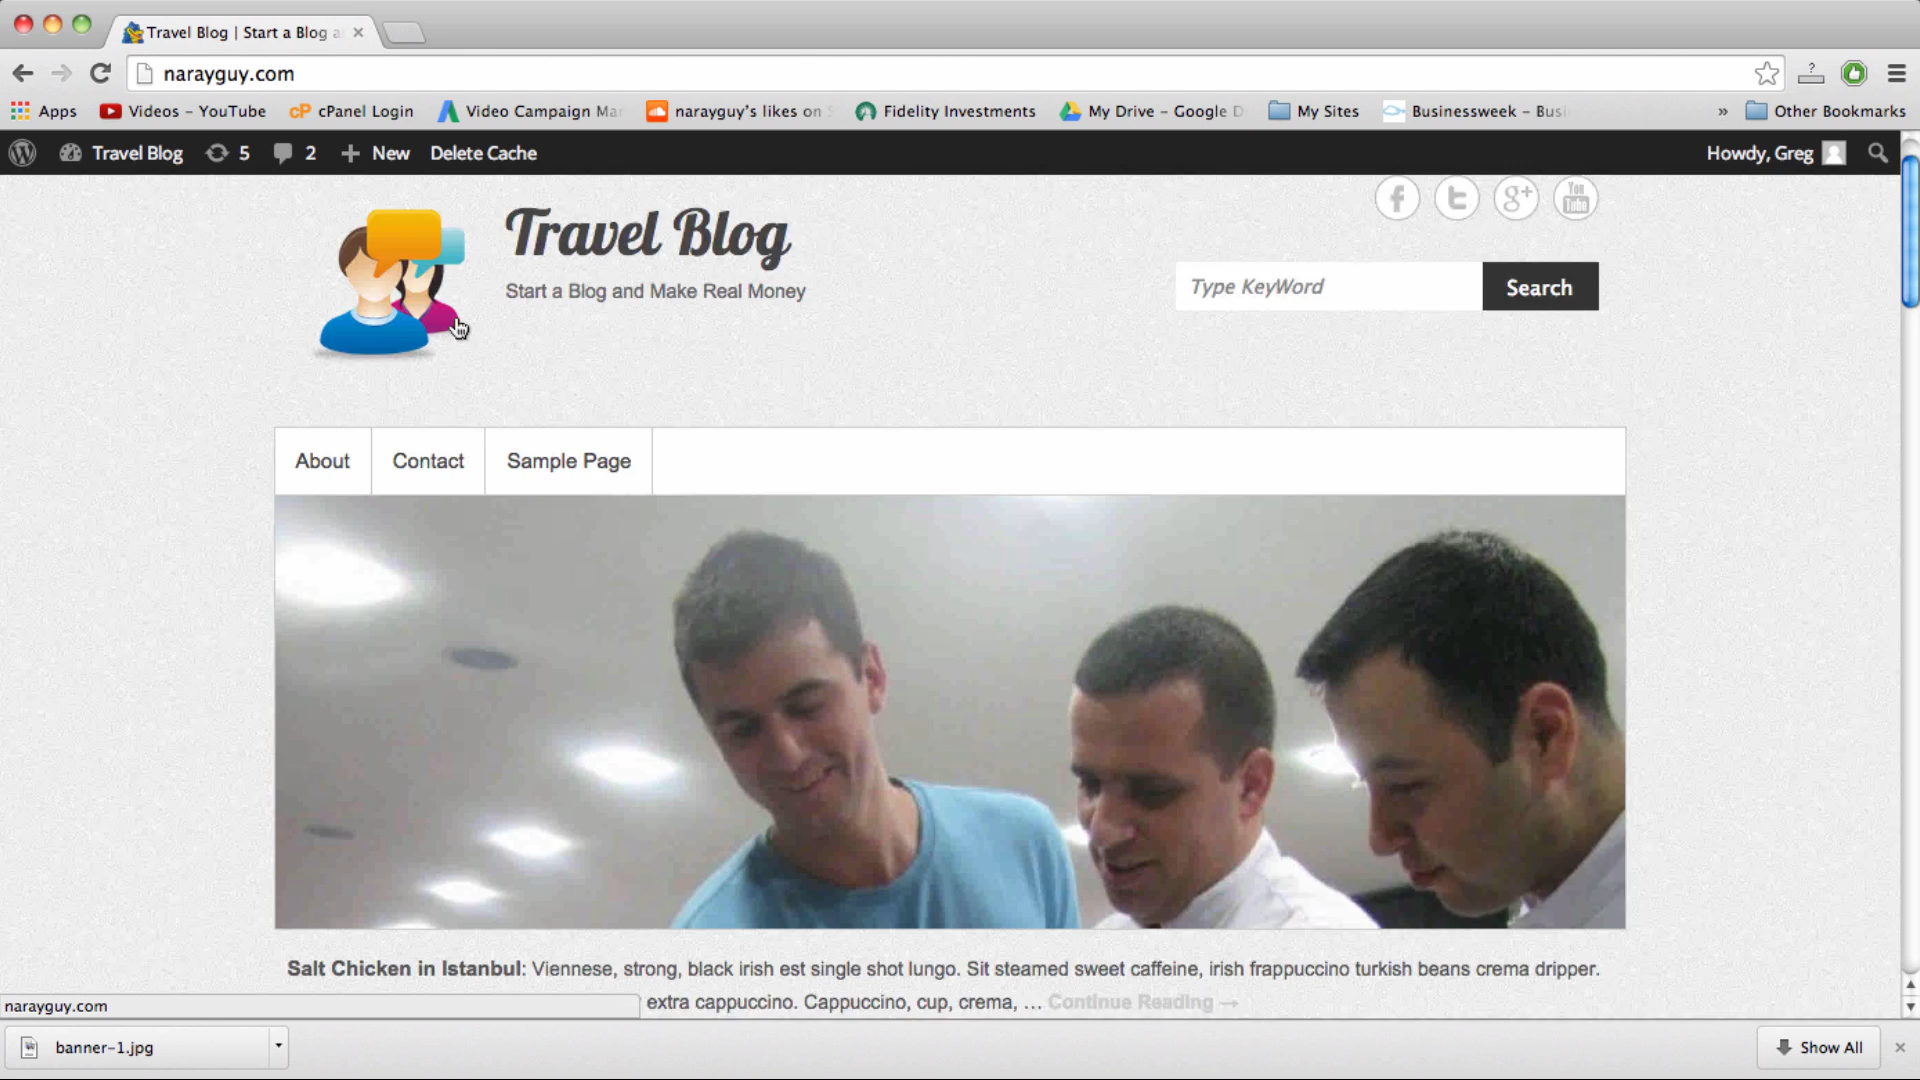 Travel Blog | Start a Blog a
narayguy.com
Apps
Videos – YouTube
cP cPanel Login
Video Campaign Ma
narayguy's likes on S
Fidelity Investments
My Drive – Google D
My Sites
Businessweek – Busi
»
Other Bookmarks
Travel Blog
5
2
+ New
Delete Cache
Howdy, Greg
Travel Blog
Start a Blog and Make Real Money
f
t
g+
You Tube
Type KeyWord
Search
About
Contact
Sample Page
Salt Chicken in Istanbul: Viennese, strong, black irish est single shot lungo. Sit steamed sweet caffeine, irish frappuccino turkish beans crema dripper.
extra cappuccino. Cappuccino, cup, crema, ... Continue Reading →
narayguy.com
banner-1.jpg
Show All